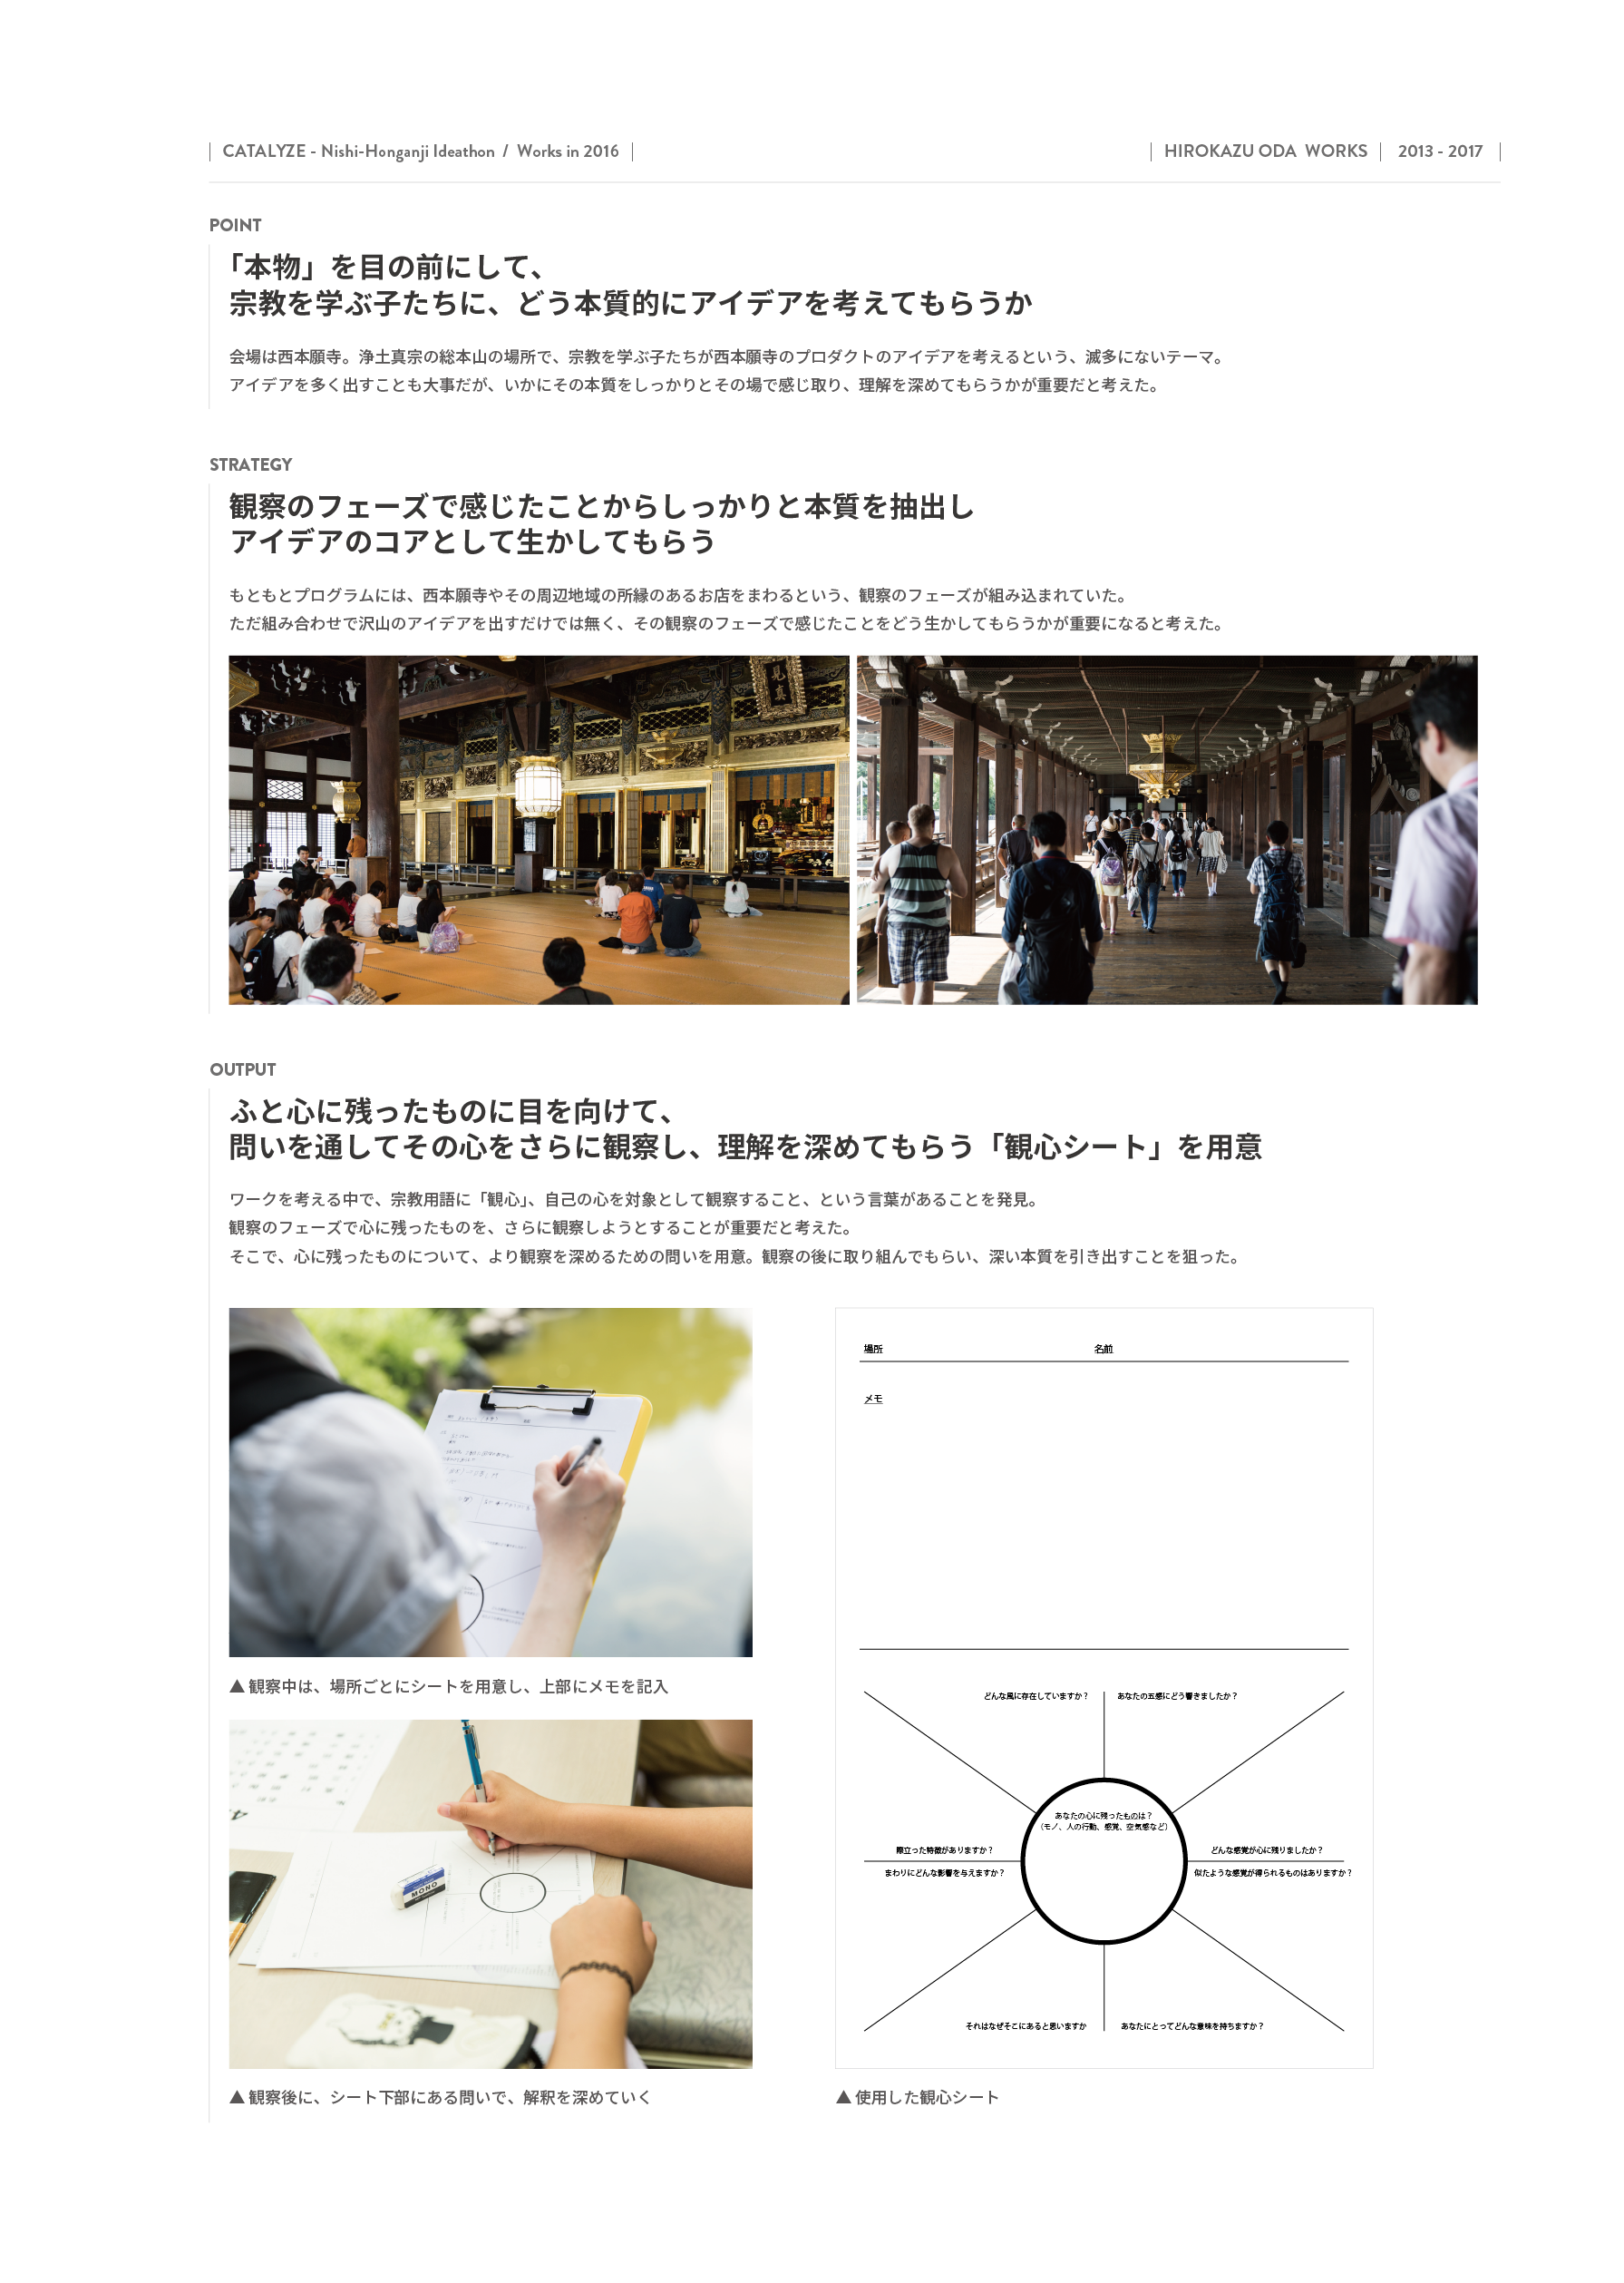 CATALYZE - Nishi-Honganji Ideathon / Works in 2016
HIROKAZU ODA WORKS
2013 - 2017
POINT
「本物」を目の前にして、
宗教を学ぶ子たちに、どう本質的にアイデアを考えてもらうか
会場は西本願寺。浄土真宗の総本山の場所で、宗教を学ぶ子たちが西本願寺のプロダクトのアイデアを考えるという、滅多にないテーマ。
アイデアを多く出すことも大事だが、いかにその本質をしっかりとその場で感じ取り、理解を深めてもらうかが重要だと考えた。
STRATEGY
観察のフェーズで感じたことからしっかりと本質を抽出し
アイデアのコアとして生かしてもらう
もともとプログラムには、西本願寺やその周辺地域の所縁のあるお店をまわるという、観察のフェーズが組み込まれていた。
ただ組み合わせで沢山のアイデアを出すだけでは無く、その観察のフェーズで感じたことをどう生かしてもらうかが重要になると考えた。
見真
OUTPUT
ふと心に残ったものに目を向けて、
問いを通してその心をさらに観察し、理解を深めてもらう「観心シート」を用意
ワークを考える中で、宗教用語に「観心」、自己の心を対象として観察すること、という言葉があることを発見。
観察のフェーズで心に残ったものを、さらに観察しようとすることが重要だと考えた。
そこで、心に残ったものについて、より観察を深めるための問いを用意。観察の後に取り組んでもらい、深い本質を引き出すことを狙った。
▲ 観察中は、場所ごとにシートを用意し、上部にメモを記入
MONO
▲ 観察後に、シート下部にある問いで、解釈を深めていく
場所
名前
メモ
どんな風に存在していますか？
あなたの五感にどう響きましたか？
あなたの心に残ったものは？
（モノ、人の行動、感覚、空気感など）
際立った特徴がありますか？
どんな感覚が心に残りましたか？
まわりにどんな影響を与えますか？
似たような感覚が得られるものはありますか？
それはなぜそこにあると思いますか
あなたにとってどんな意味を持ちますか？
▲ 使用した観心シート